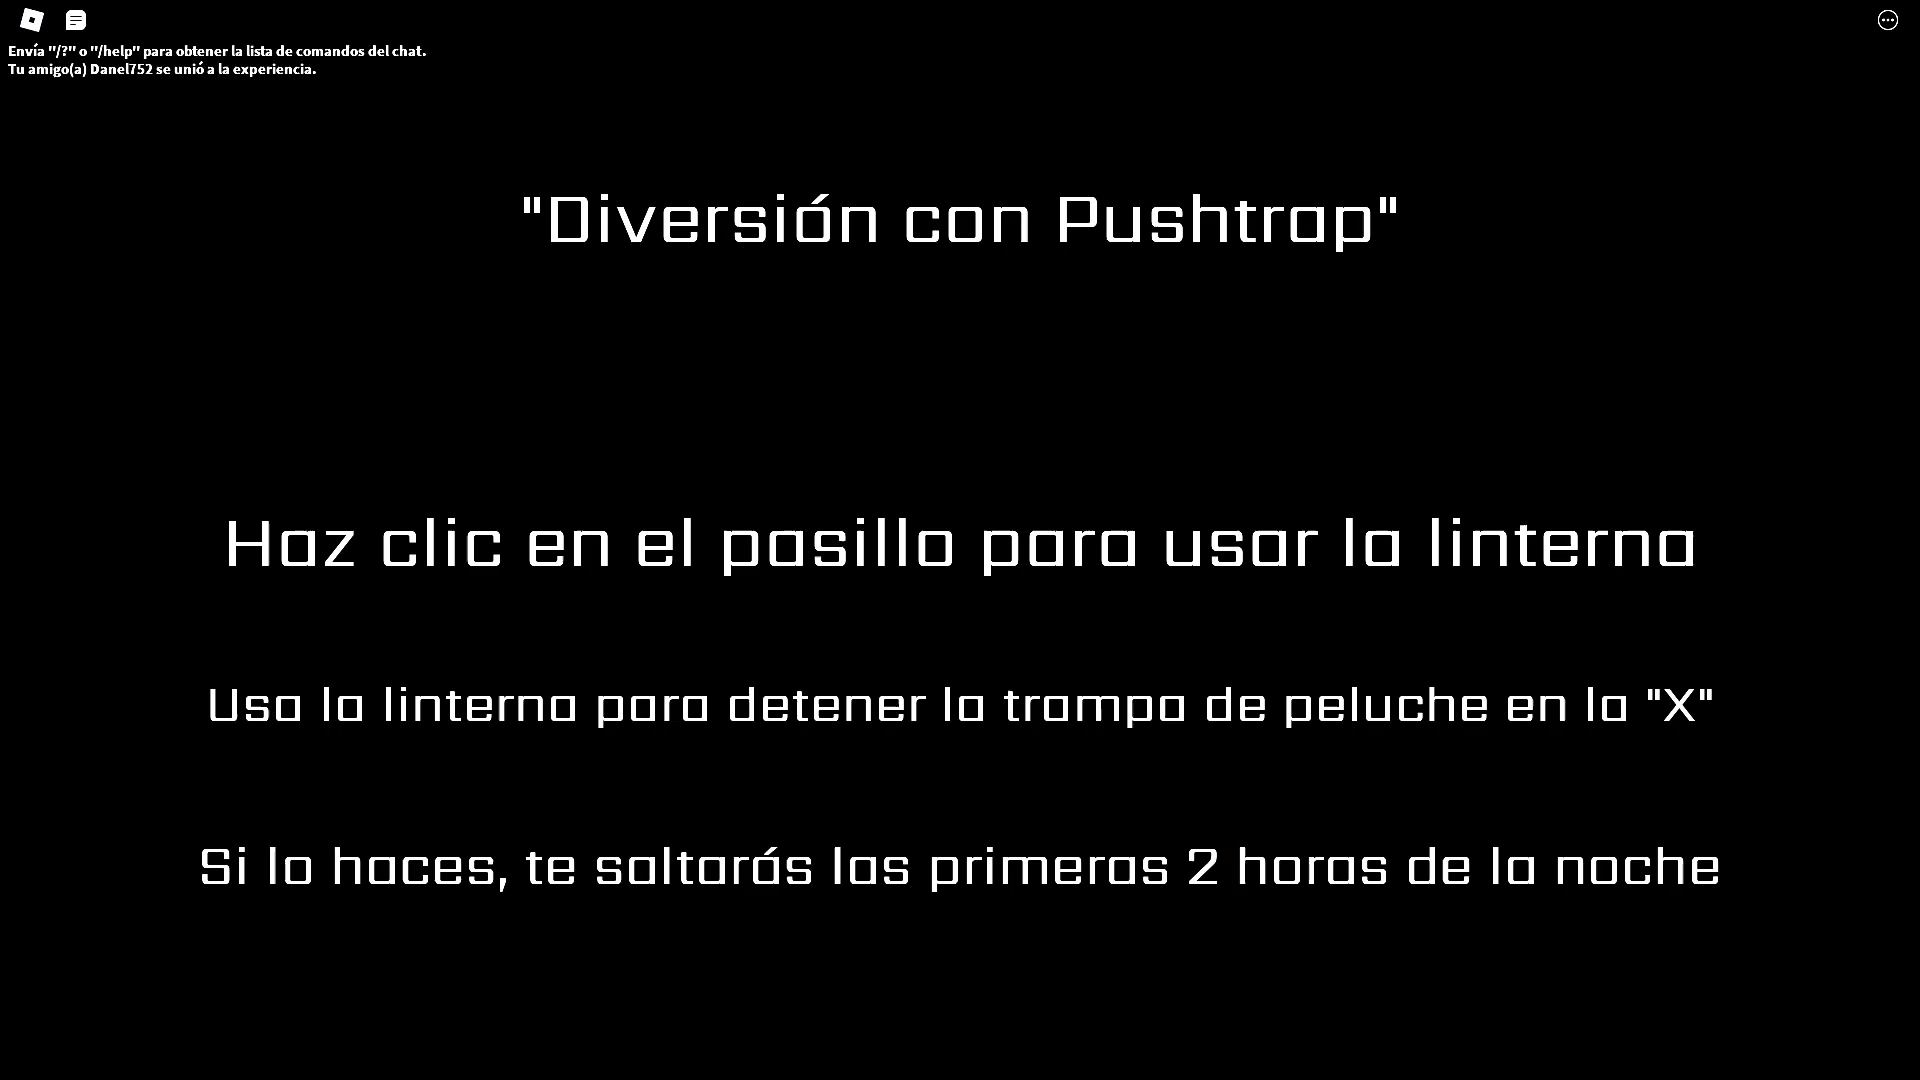 Envía "/?" o "/help" para obtener la lista de comandos del chat.
Tu amigo(a) Danel752 se unió a la experiencia.
"Diversión con Pushtrap"
Haz clic en el pasillo para usar la linterna
Usa la linterna para detener la trampa de peluche en la "X"
Si lo haces, te saltarás las primeras 2 horas de la noche